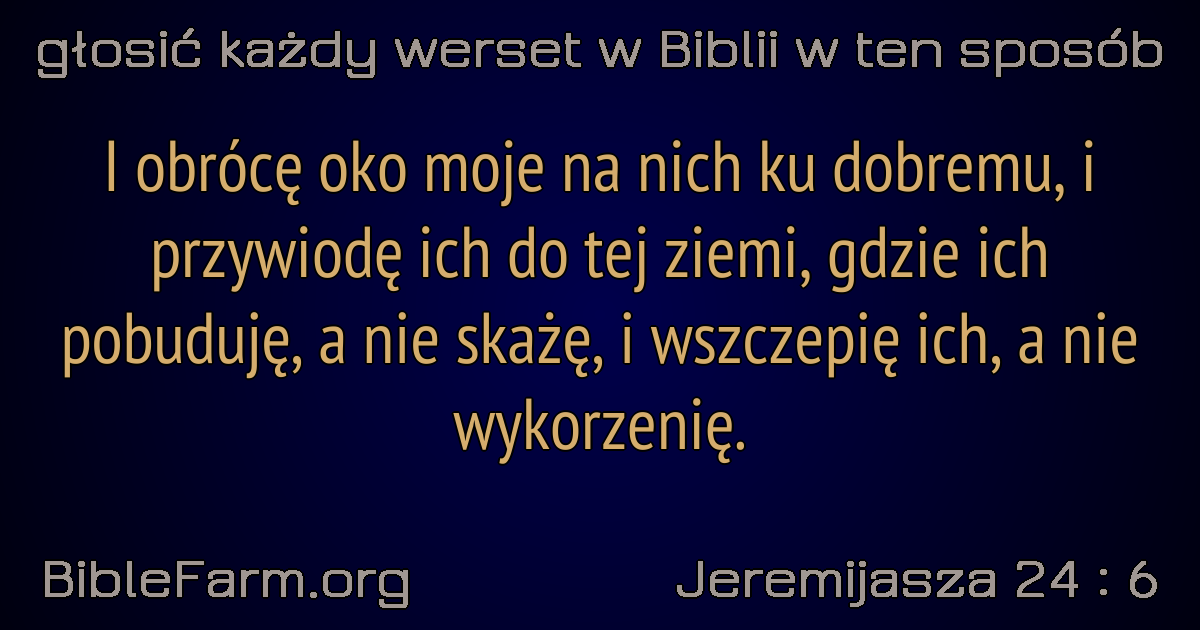 głosić każdy werset w Biblii w ten sposób
I obrócę oko moje na nich ku dobremu, i
przywiodę ich do tej ziemi, gdzie ich
pobuduję, a nie skażę, i wszczepię ich, a nie
wykorzenię.
BibleFarm.org
Jeremijasza 24 : 6